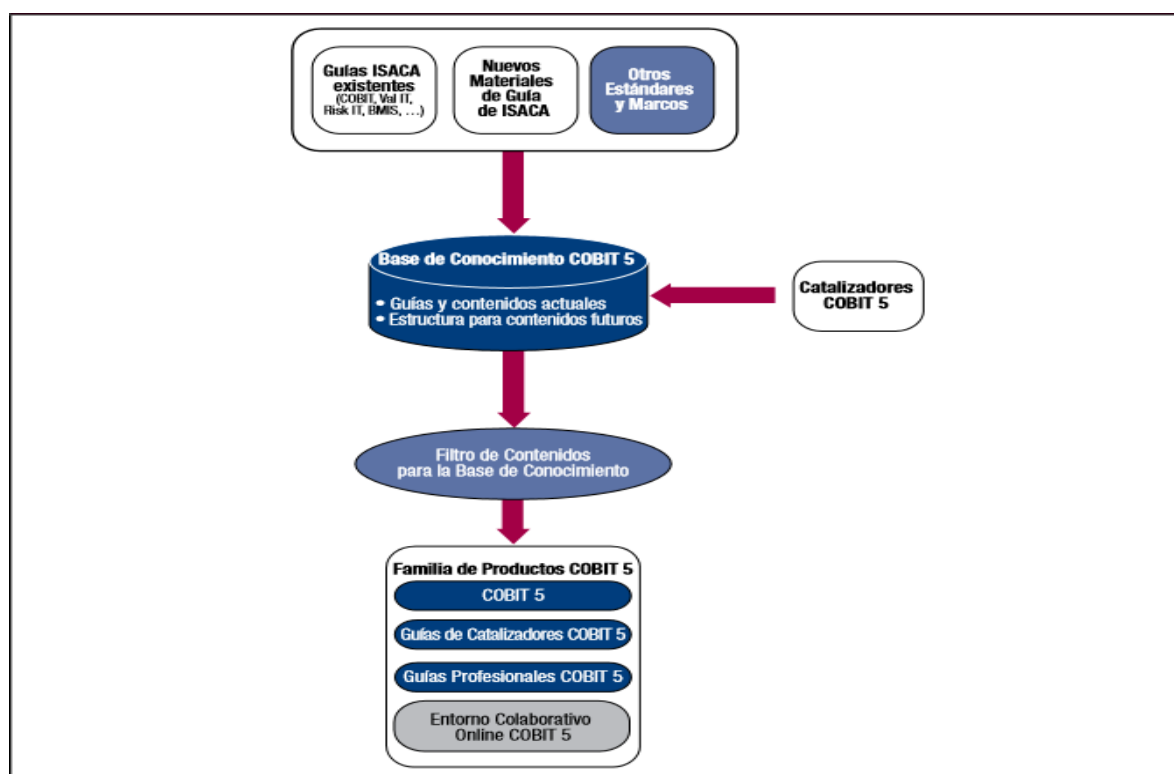 Guías ISACA
existentes
(COBIT, Val IT,
Risk IT, BMIS, …)
Nuevos
Materiales
de Guía
de ISACA
Otros
Estándares
y Marcos
Base de Conocimiento COBIT 5
• Guías y contenidos actuales
• Estructura para contenidos futuros
Catalizadores
COBIT 5
Filtro de Contenidos
para la Base de Conocimiento
Familia de Productos COBIT 5
COBIT 5
Guías de Catalizadores COBIT 5
Guías Profesionales COBIT 5
Entorno Colaborativo
Online COBIT 5